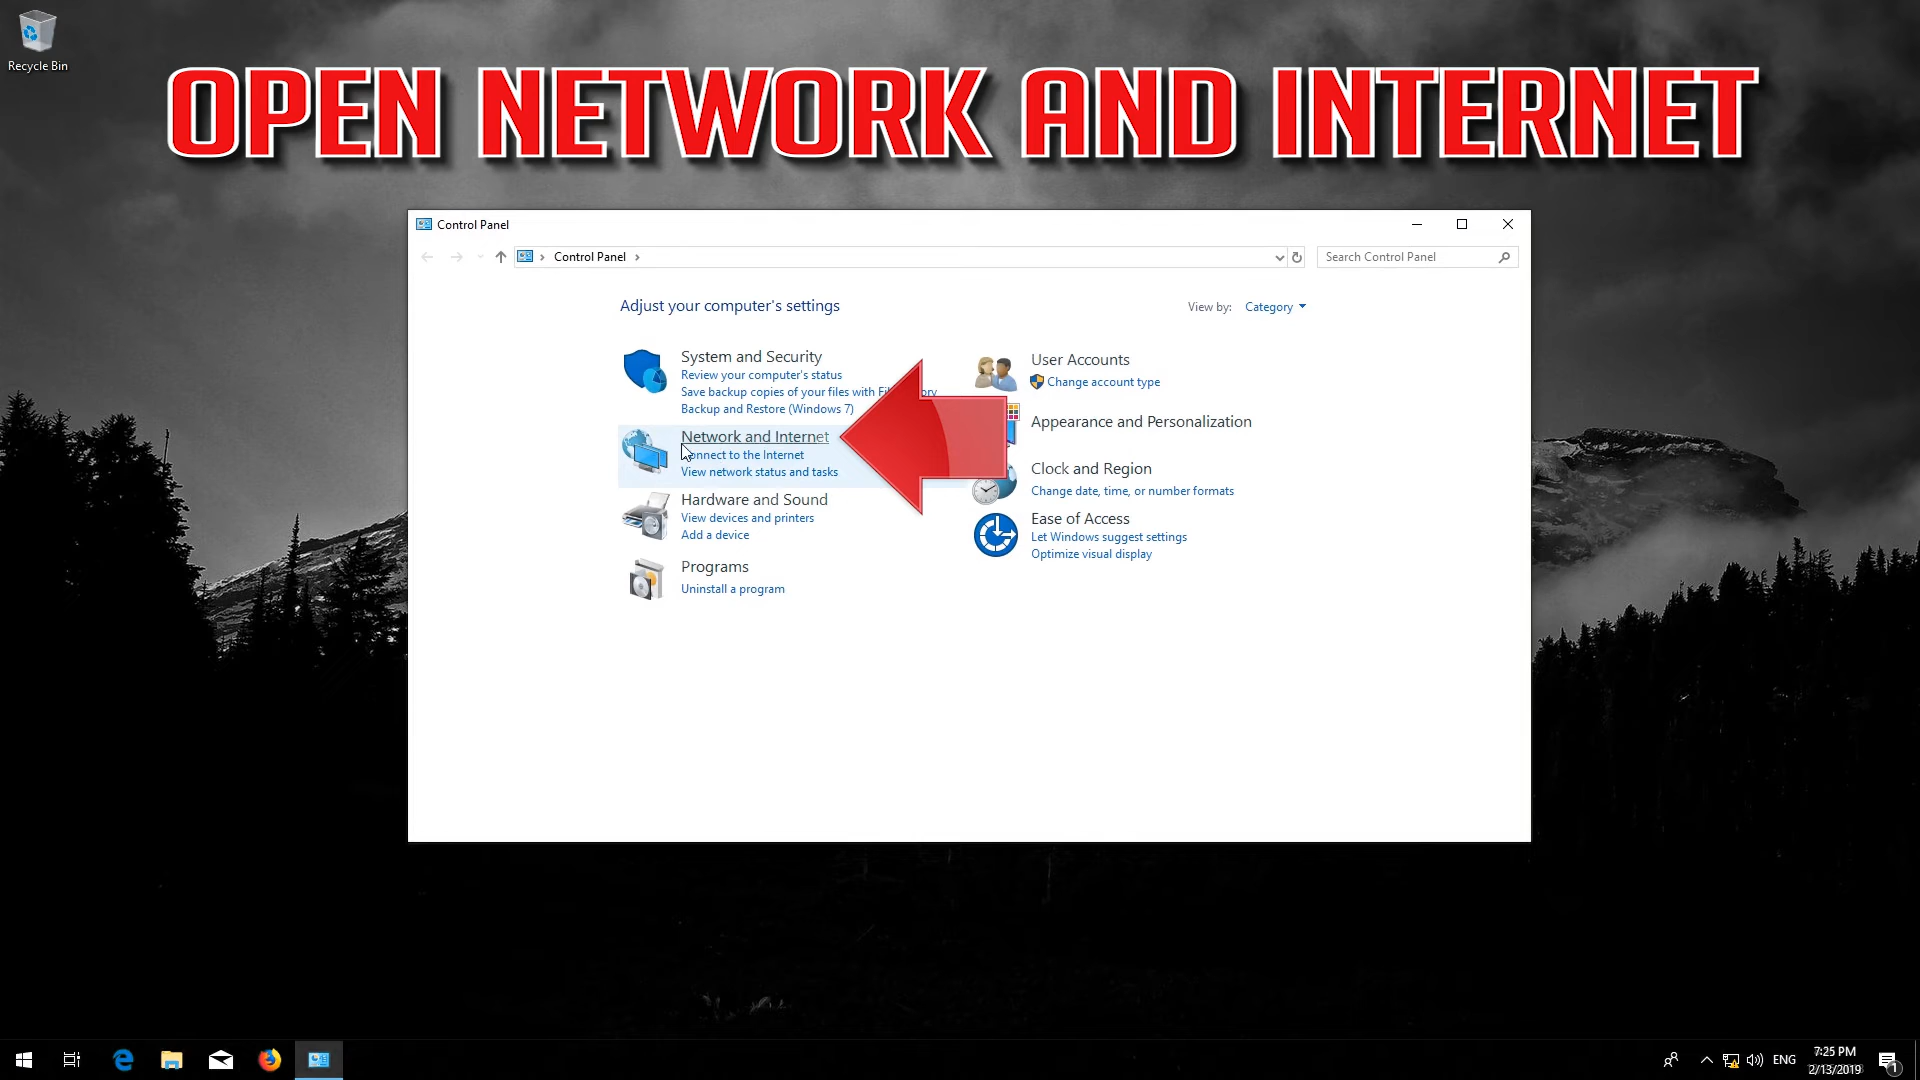 Recycle Bin
OPEN NETWORK AND INTERNET
Control Panel
Control Panel
Search Control Panel
Adjust your computer's settings
View by: Category
System and Security
Review your computer's status
Save backup copies of your files with
Backup and Restore (Windows 7)
Network and Internet
to the Internet
View network status and tasks
Hardware and Sound
View devices and printers
Add a device
Programs
Uninstall a program
User Accounts
Change account type
Appearance and Personalization
Clock and Region
Change date, time, or number formats
Ease of Access
Let Windows suggest settings
Optimize visual display
ENG
7:25 PM
2/13/2019
1